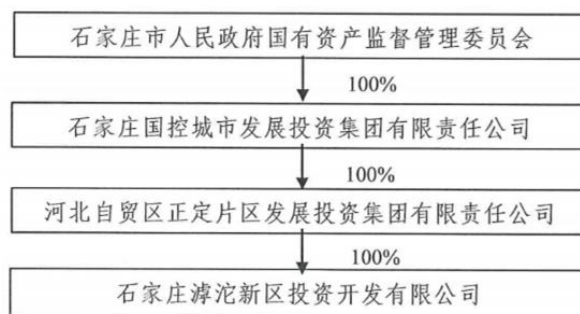 石家庄市人民政府国有资产监督管理委员会
100%
石家庄国控城市发展投资集团有限责任公司
100%
河北自贸区正定片区发展投资集团有限责任公司
100%
石家庄滹沱新区投资开发有限公司